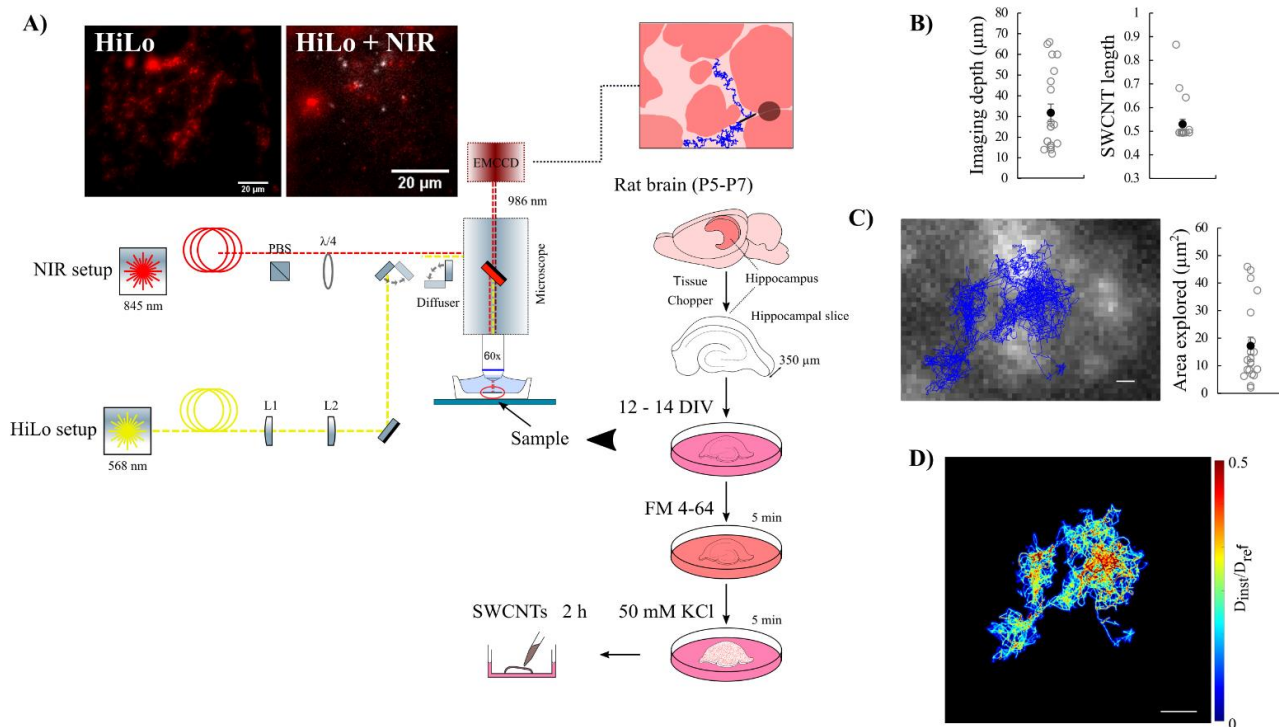 A)
HiLo
20 µm
HiLo + NIR
20 µm
EMCCD
986 nm
NIR setup
845 nm
PBS
λ/4
Diffuser
Microscope
60x
HiLo setup
568 nm
L1
L2
Sample
Rat brain (P5-P7)
Hippocampus
Tissue
Chopper
Hippocampal slice
350 µm
12 - 14 DIV
FM 4-64
5 min
50 mM KCl
5 min
SWCNTs 2 h
B)
Imaging depth (µm)
80
70
60
50
40
30
20
10
0
SWCNT length
1
0.9
0.8
0.7
0.6
0.5
0.4
0.3
C)
Area explored (µm²)
60
50
40
30
20
10
0
D)
0.5
Dinst/Dref
0